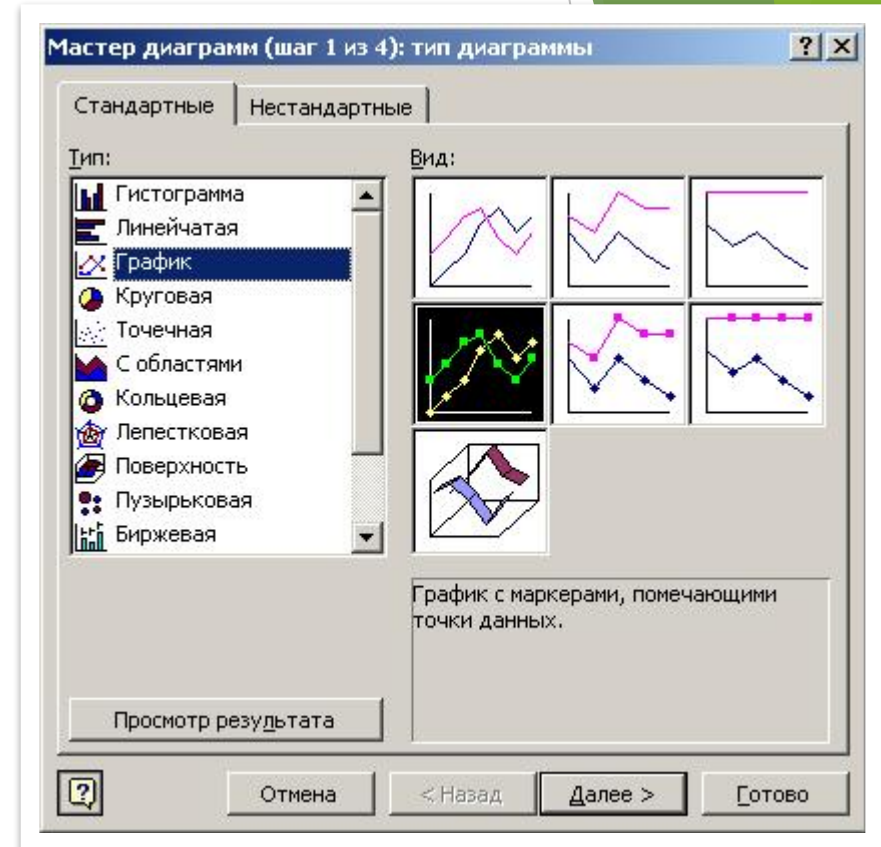 Мастер диаграмм (шаг 1 из 4): тип диаграммы
Стандартные
Нестандартные
Тип:
Гистограмма
Линейчатая
График
Круговая
Точечная
С областями
Кольцевая
Лепестковая
Поверхность
Пузырьковая
Биржевая
Вид:
График с маркерами, помечающими
точки данных.
Просмотр результата
Отмена
< Назад
Далее >
Готово